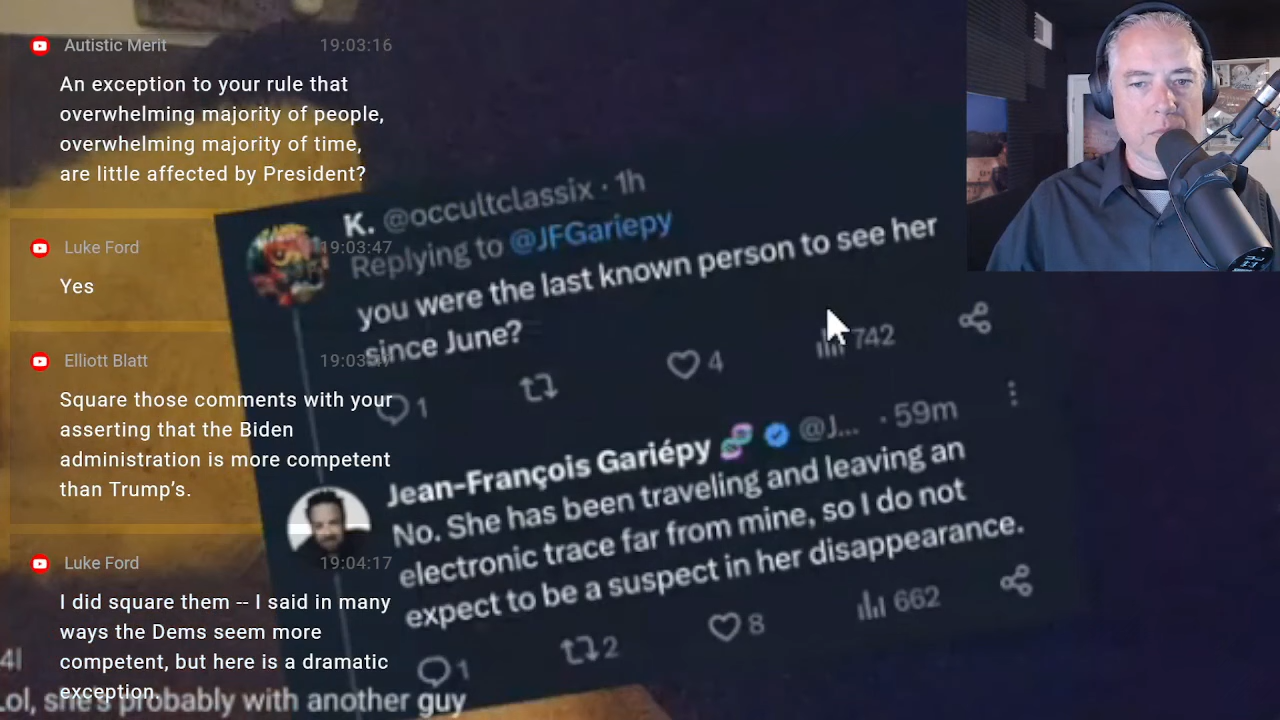 Autistic Merit 19:03:16
An exception to your rule that
overwhelming majority of people,
overwhelming majority of time,
are little affected by President?
Luke Ford 19:03:47
Yes
Elliott Blatt
Square those comments with your
asserting that the Biden
administration is more competent
than Trump's.
Luke Ford 19:04:17
I did square them -- I said in many
ways the Dems seem more
competent, but here is a dramatic
exception.
K. @occultclassix · 1h
Replying to @JFGariepy
you were the last known person to see her
since June?
1 4 742
Jean-François Gariépy @J... · 59m
No. She has been traveling and leaving an
electronic trace far from mine, so I do not
expect to be a suspect in her disappearance.
1 2 8 662
Lol, she's probably with another guy